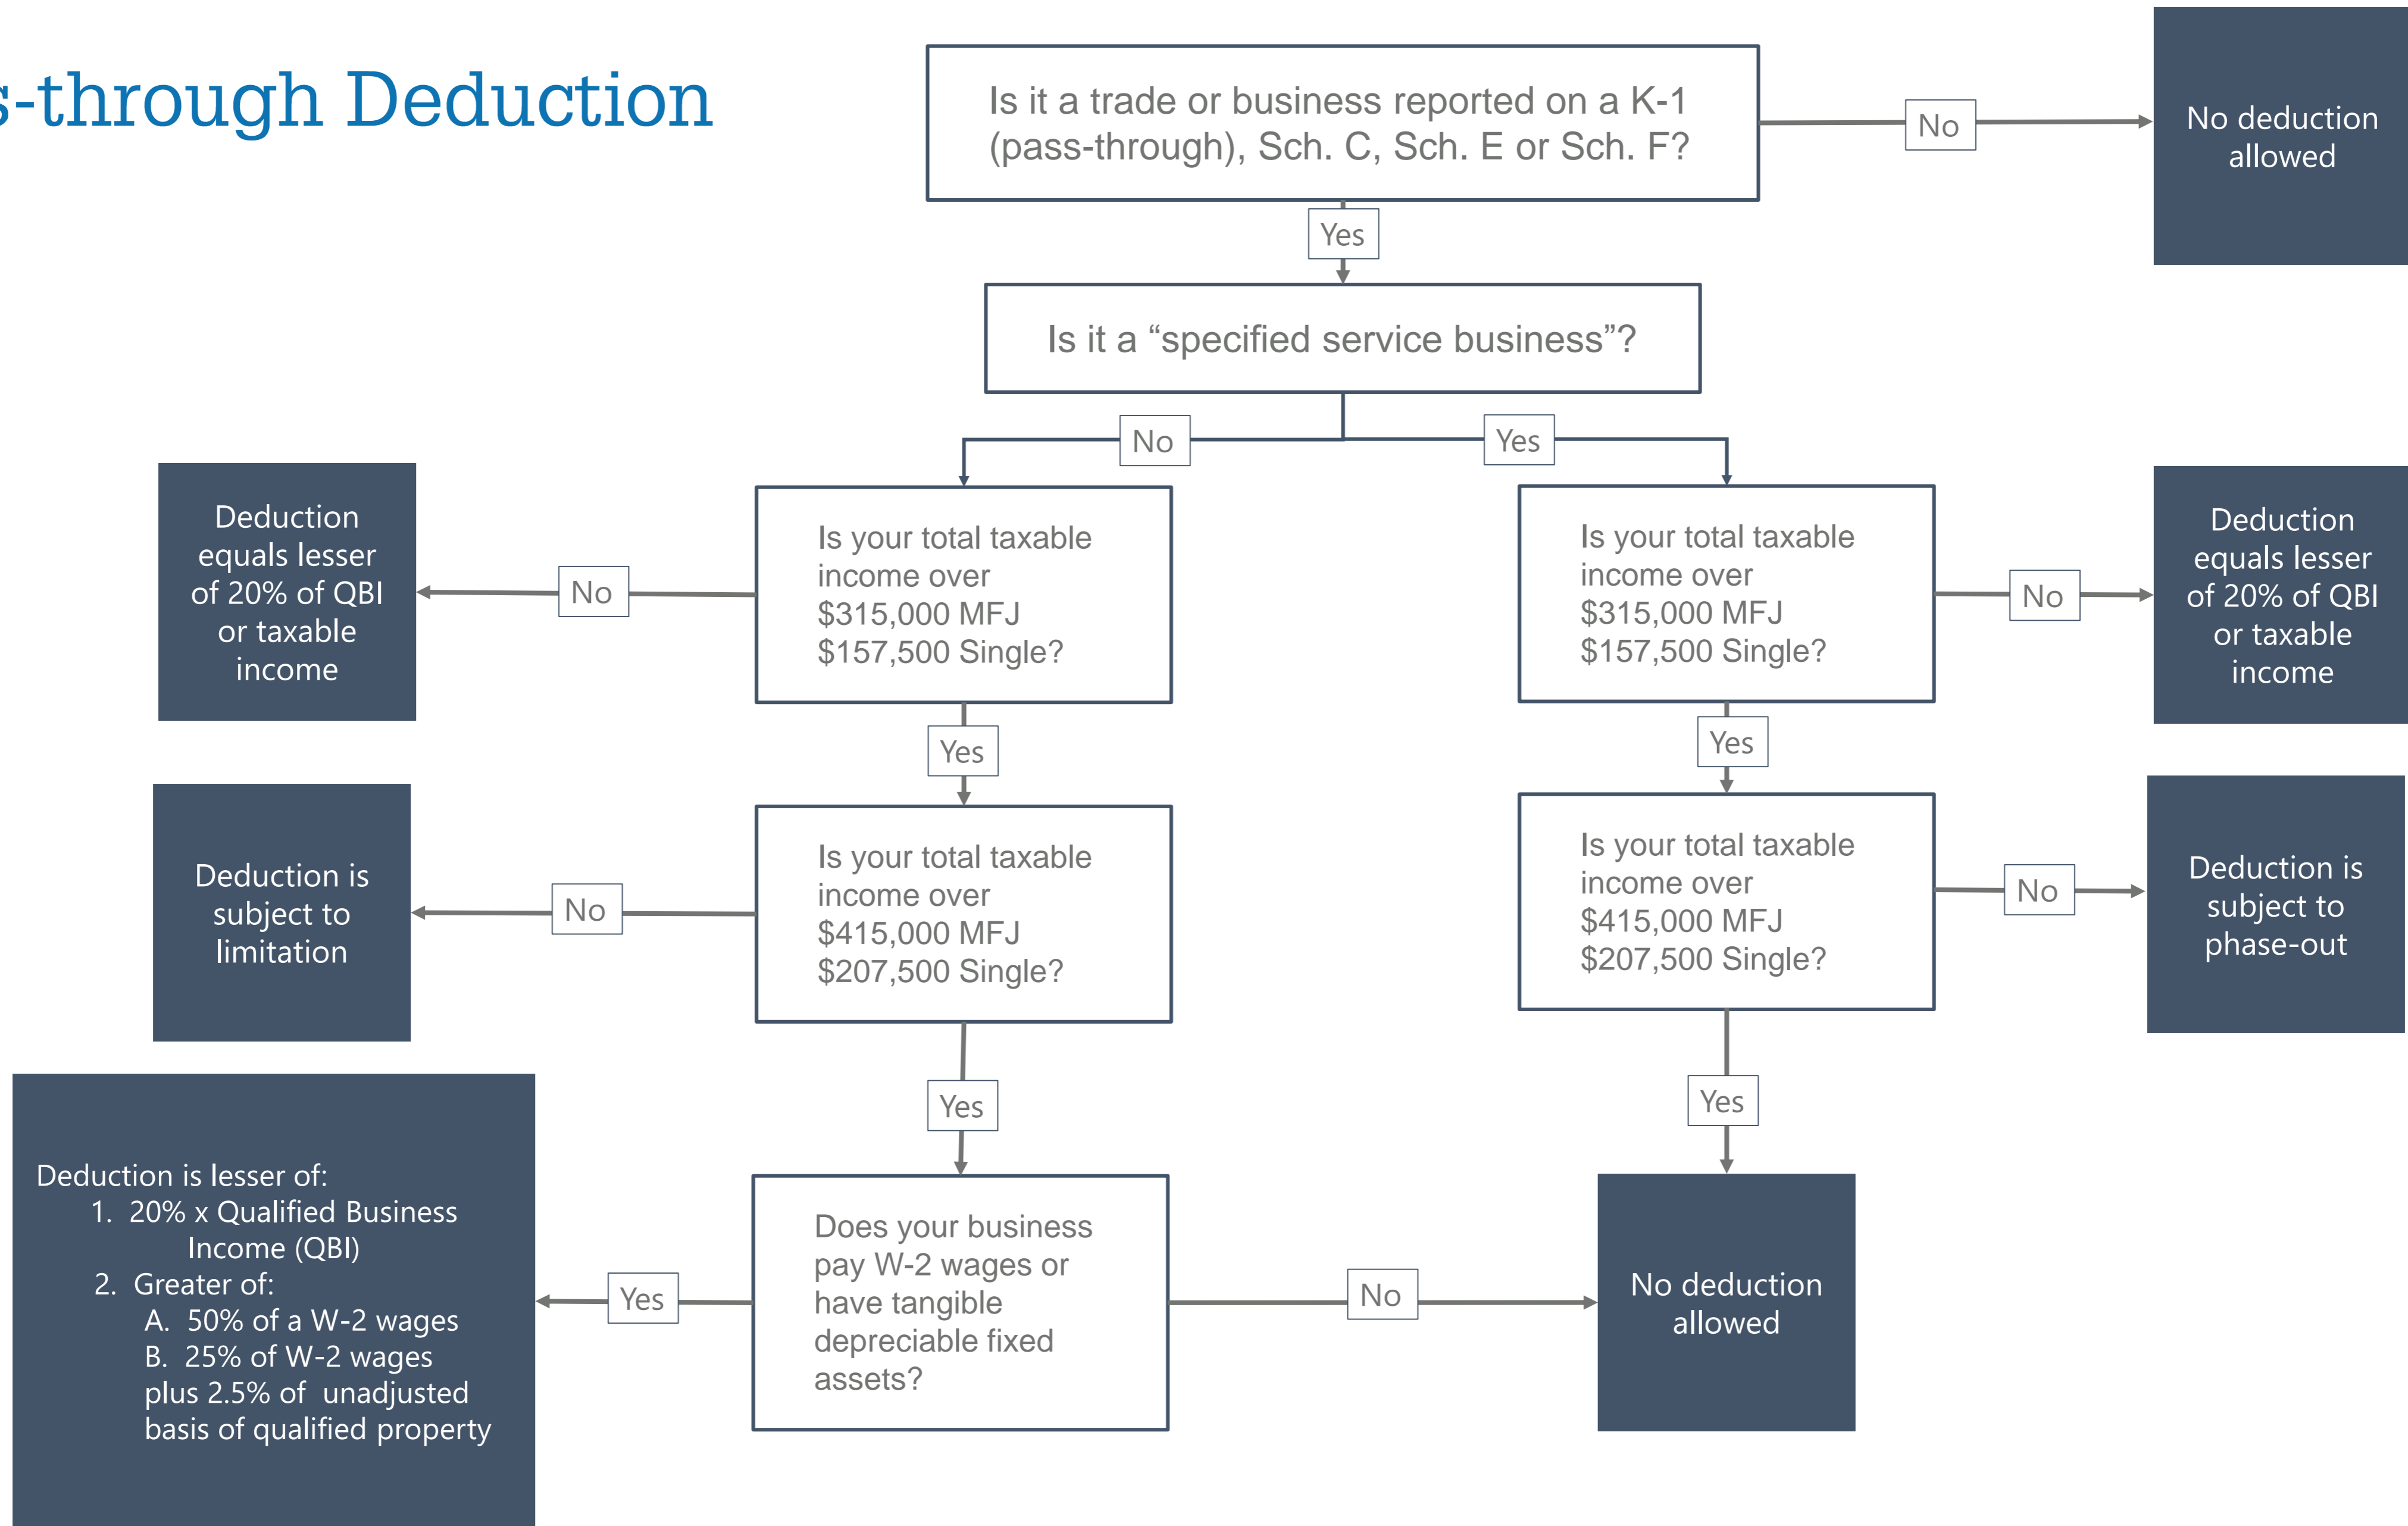 s-through Deduction
Is it a trade or business reported on a K-1
(pass-through), Sch. C, Sch. E or Sch. F?
No
No deduction
allowed
Yes
Is it a “specified service business”?
No
Yes
Deduction
equals lesser
of 20% of QBI
or taxable
income
No
Is your total taxable
income over
$315,000 MFJ
$157,500 Single?
Is your total taxable
income over
$315,000 MFJ
$157,500 Single?
No
Deduction
equals lesser
of 20% of QBI
or taxable
income
Yes
Yes
Deduction is
subject to
limitation
No
Is your total taxable
income over
$415,000 MFJ
$207,500 Single?
Is your total taxable
income over
$415,000 MFJ
$207,500 Single?
No
Deduction is
subject to
phase-out
Yes
Yes
Deduction is lesser of:
1. 20% x Qualified Business
Income (QBI)
2. Greater of:
A. 50% of a W-2 wages
B. 25% of W-2 wages
plus 2.5% of unadjusted
basis of qualified property
Yes
Does your business
pay W-2 wages or
have tangible
depreciable fixed
assets?
No
No deduction
allowed